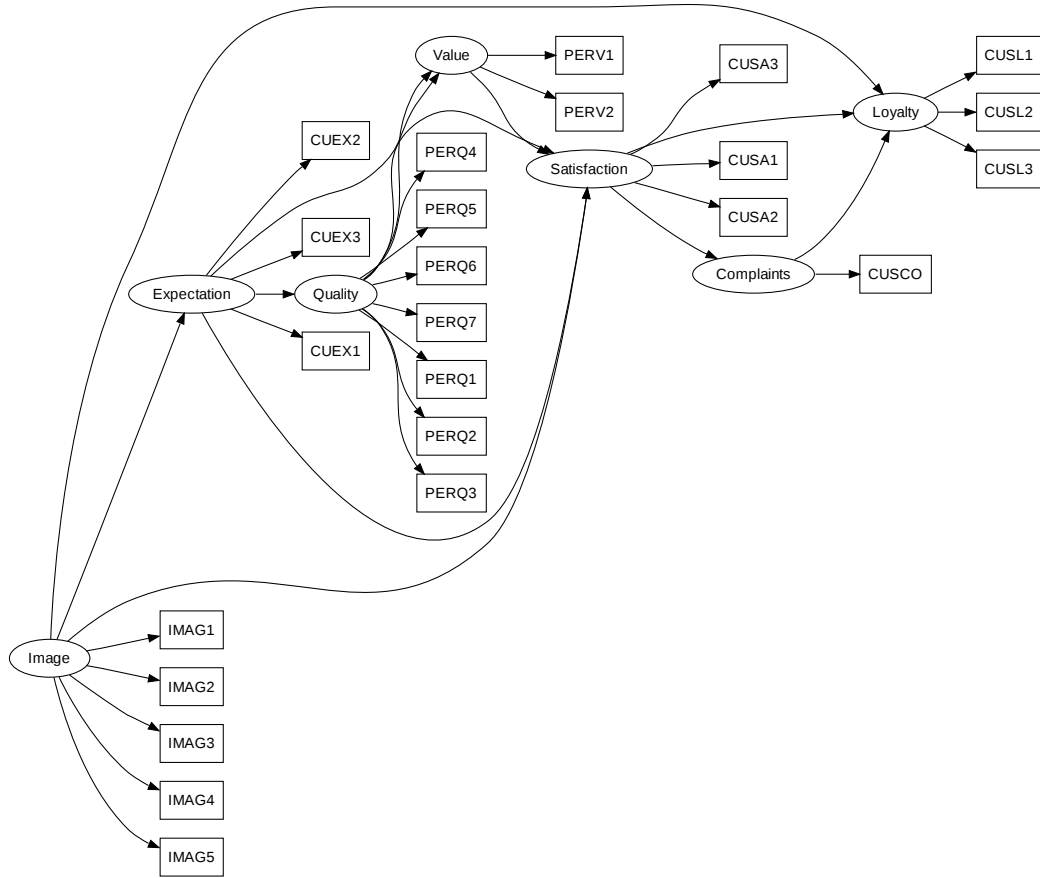 Value
PERV1
PERV2
CUSA3
CUSL1
CUSL2
CUSL3
Loyalty
CUEX2
PERQ4
Satisfaction
CUSA1
CUSA2
PERQ5
CUEX3
PERQ6
Expectation
Quality
Complaints
CUSCO
PERQ7
CUEX1
PERQ1
PERQ2
PERQ3
IMAG1
Image
IMAG2
IMAG3
IMAG4
IMAG5